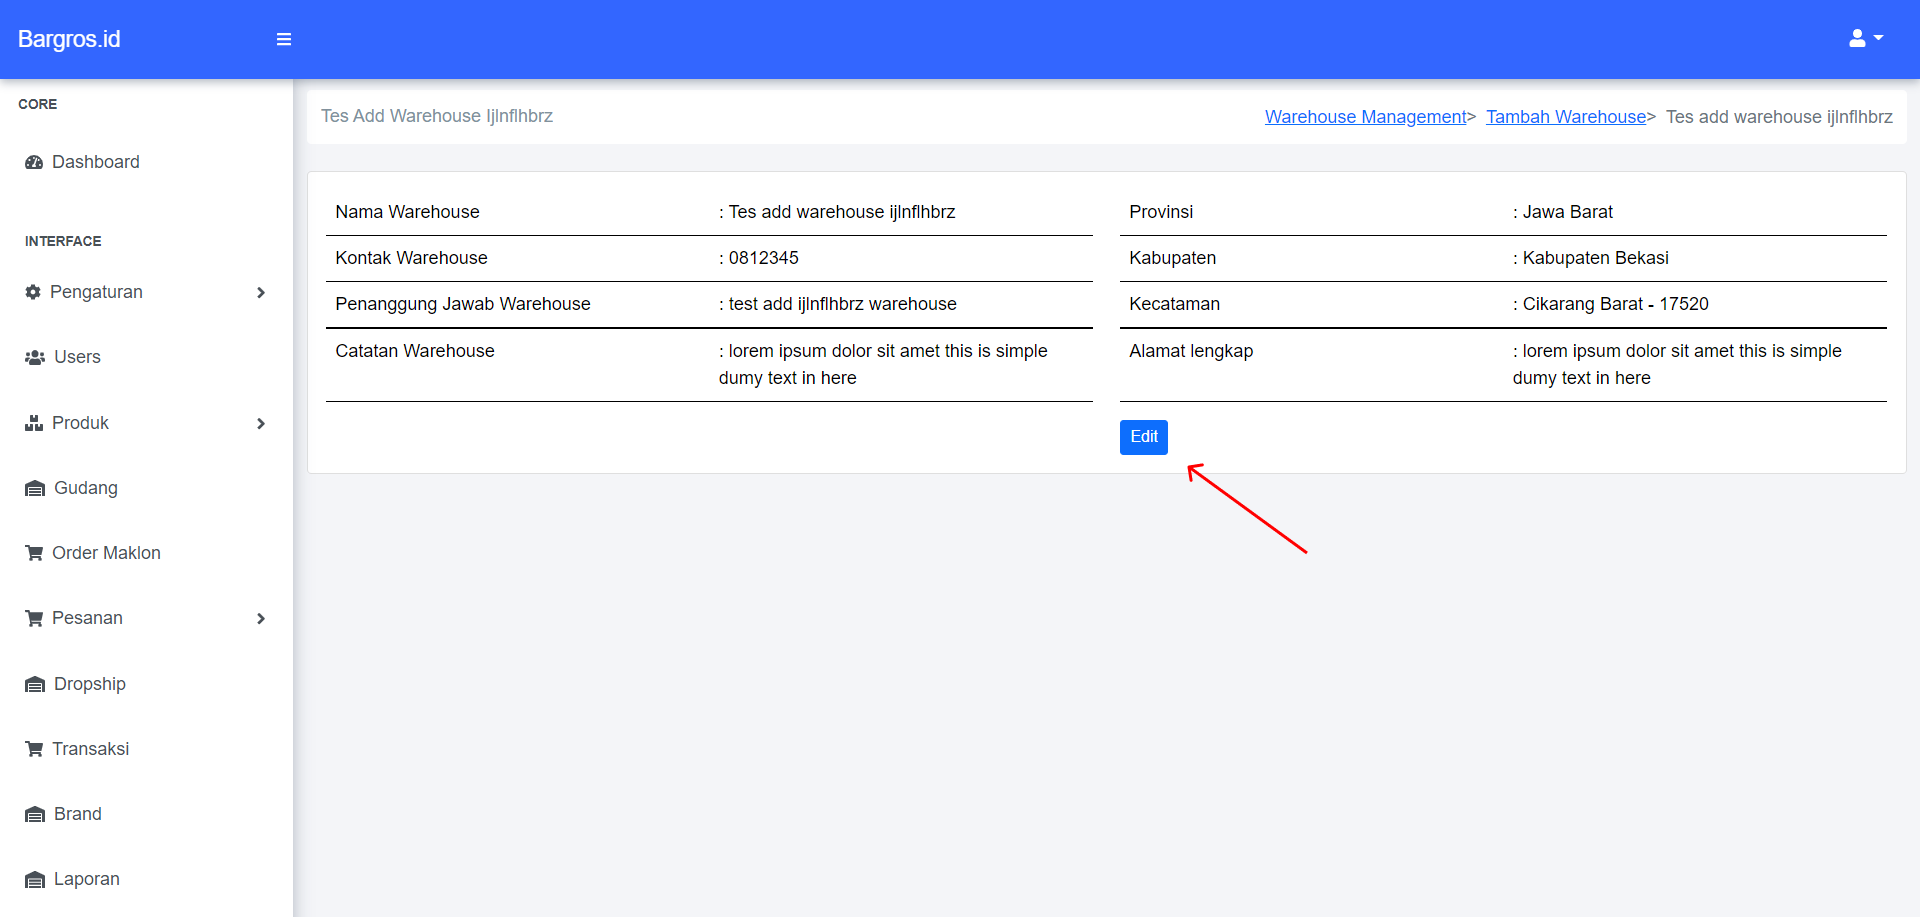 Bargros.id
CORE
Dashboard
INTERFACE
Pengaturan
Users
Produk
Gudang
Order Maklon
Pesanan
Dropship
Transaksi
Brand
Laporan
Tes Add Warehouse Ijlnflhbrz
Warehouse Management> Tambah Warehouse> Tes add warehouse ijlnflhbrz
Nama Warehouse : Tes add warehouse ijlnflhbrz
Kontak Warehouse : 0812345
Penanggung Jawab Warehouse : test add ijlnflhbrz warehouse
Catatan Warehouse : lorem ipsum dolor sit amet this is simple
dumy text in here
Provinsi : Jawa Barat
Kabupaten : Kabupaten Bekasi
Kecataman : Cikarang Barat - 17520
Alamat lengkap : lorem ipsum dolor sit amet this is simple
dumy text in here
Edit